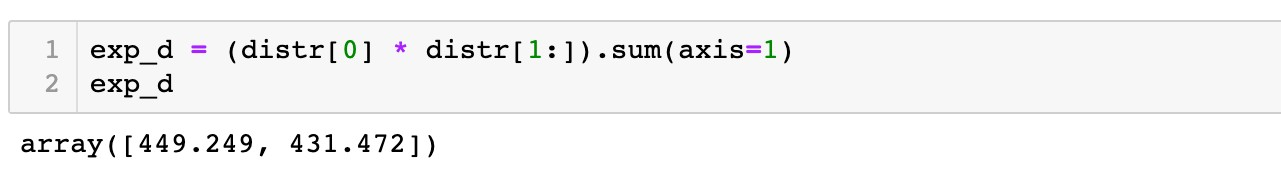 1 exp_d = (distr[0] * distr[1:]).sum(axis=1)
2 exp_d
array([449.249, 431.472])